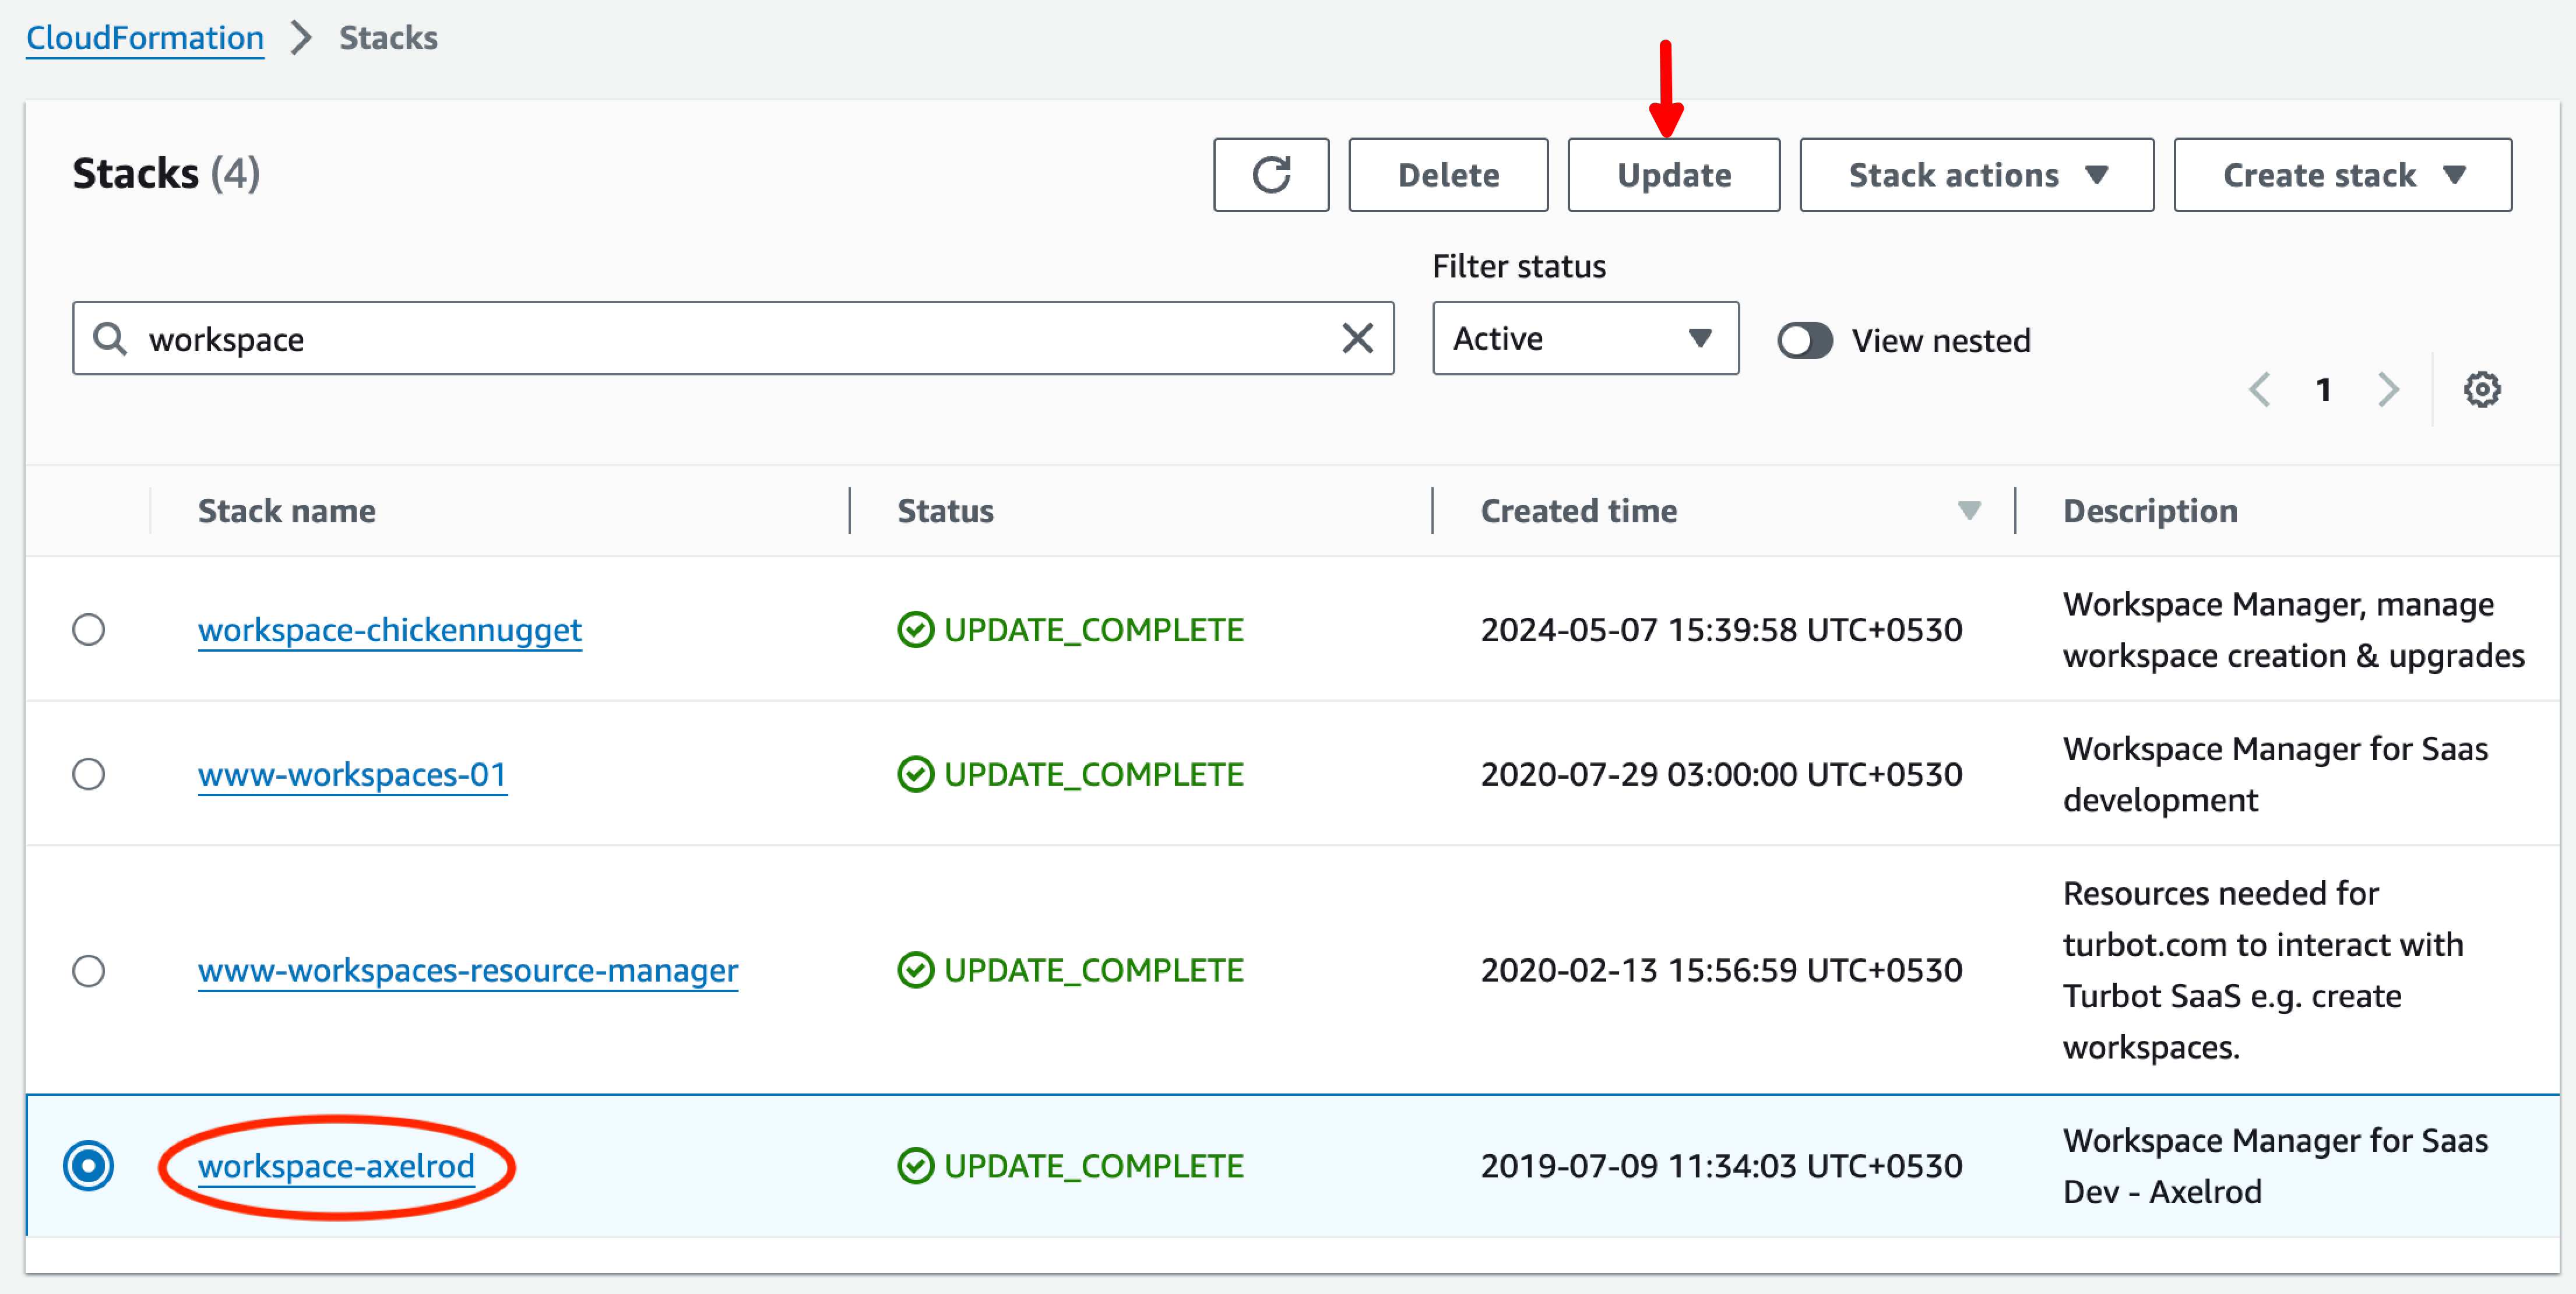 CloudFormation > Stacks
Stacks (4)
Delete
Update
Stack actions
Create stack
Filter status
workspace
Active
View nested
1
Stack name
Status
Created time
Description
workspace-chickennugget
UPDATE_COMPLETE
2024-05-07 15:39:58 UTC+0530
Workspace Manager, manage
workspace creation & upgrades
www-workspaces-01
UPDATE_COMPLETE
2020-07-29 03:00:00 UTC+0530
Workspace Manager for Saas
development
www-workspaces-resource-manager
UPDATE_COMPLETE
2020-02-13 15:56:59 UTC+0530
Resources needed for
turbot.com to interact with
Turbot SaaS e.g. create
workspaces.
workspace-axelrod
UPDATE_COMPLETE
2019-07-09 11:34:03 UTC+0530
Workspace Manager for Saas
Dev - Axelrod